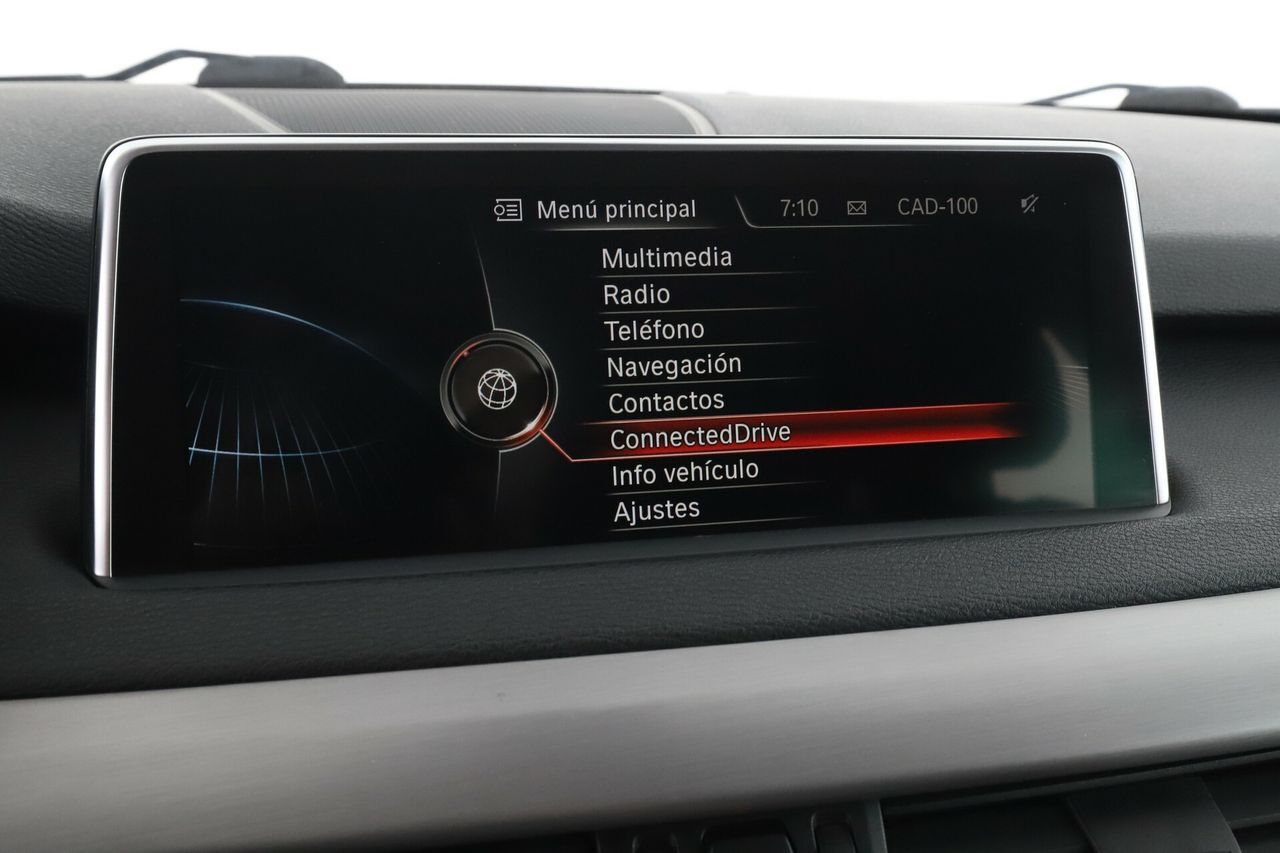 Menú principal 7:10 CAD-100
Multimedia
Radio
Teléfono
Navegación
Contactos
ConnectedDrive
Info vehículo
Ajustes